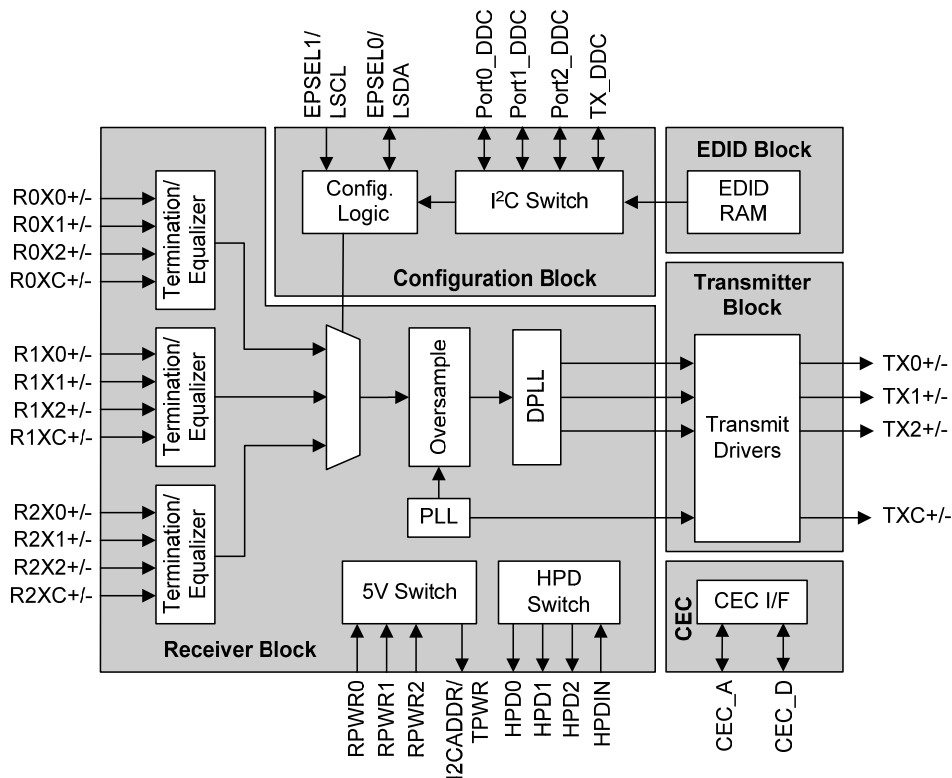 EPSEL1/
LSCL
EPSEL0/
LSDA
Port0_DDC
Port1_DDC
Port2_DDC
TX_DDC
EDID Block
EDID
RAM
Config.
Logic
I²C Switch
Configuration Block
R0X0+/-
R0X1+/-
R0X2+/-
R0XC+/-
Termination/
Equalizer
R1X0+/-
R1X1+/-
R1X2+/-
R1XC+/-
Termination/
Equalizer
R2X0+/-
R2X1+/-
R2X2+/-
R2XC+/-
Termination/
Equalizer
Oversample
DPLL
PLL
Transmitter
Block
Transmit
Drivers
TX0+/-
TX1+/-
TX2+/-
TXC+/-
5V Switch
HPD
Switch
Receiver Block
CEC
CEC I/F
RPWR0
RPWR1
RPWR2
I2CADDR/
TPWR
HPD0
HPD1
HPD2
HPDIN
CEC_A
CEC_D